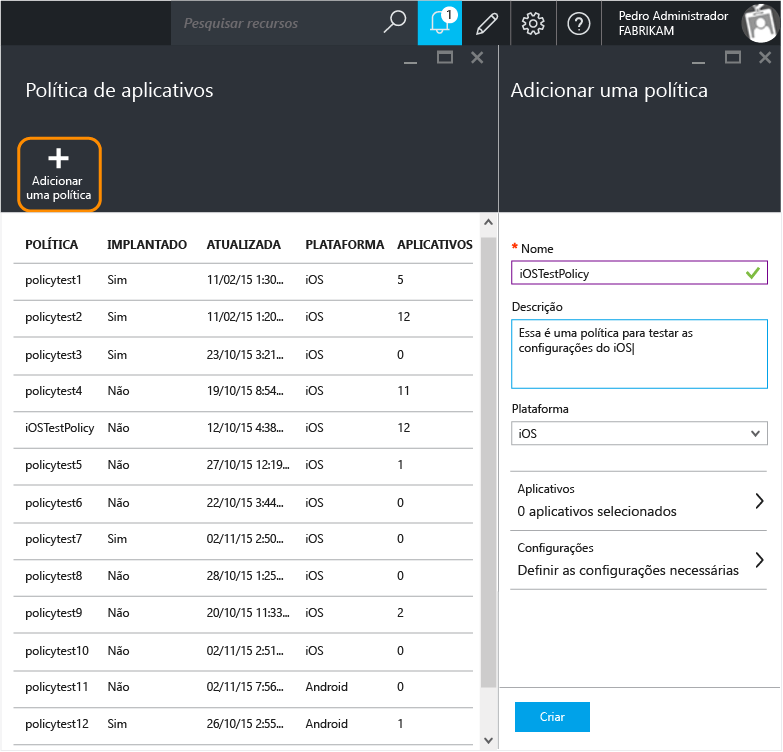 Pesquisar recursos
1
Pedro Administrador
FABRIKAM
Política de aplicativos
Adicionar
uma política
POLÍTICA IMPLANTADO ATUALIZADA PLATAFORMA APLICATIVOS
policytest1 Sim 11/02/15 1:30... iOS 5
policytest2 Sim 11/02/15 1:20... iOS 12
policytest3 Sim 23/10/15 3:21... iOS 0
policytest4 Não 19/10/15 8:54... iOS 11
iOSTestPolicy Não 12/10/15 4:38... iOS 12
policytest5 Não 27/10/15 12:19... iOS 1
policytest6 Não 22/10/15 3:44... iOS 0
policytest7 Sim 02/11/15 2:50... iOS 0
policytest8 Não 28/10/15 1:25... iOS 0
policytest9 Não 20/10/15 11:33... iOS 2
policytest10 Não 02/11/15 2:51... iOS 0
policytest11 Não 02/11/15 7:56... Android 0
policytest12 Sim 26/10/15 2:55... Android 1
Adicionar uma política
* Nome
iOSTestPolicy
Descrição
Essa é uma política para testar as
configurações do iOS
Plataforma
iOS
Aplicativos
0 aplicativos selecionados
Configurações
Definir as configurações necessárias
Criar